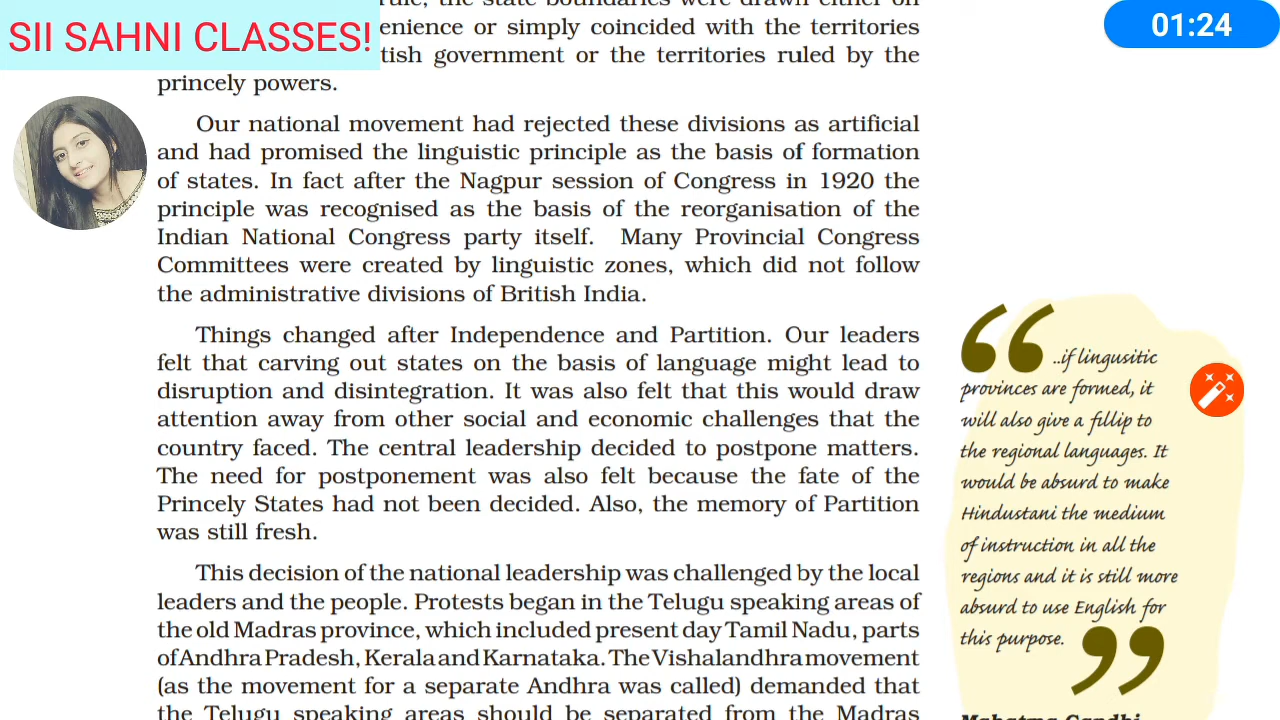 SII SAHNI CLASSES!
01:24
rule, the state boundaries were drawn either on
enience or simply coincided with the territories
tish government or the territories ruled by the
princely powers.
Our national movement had rejected these divisions as artificial
and had promised the linguistic principle as the basis of formation
of states. In fact after the Nagpur session of Congress in 1920 the
principle was recognised as the basis of the reorganisation of the
Indian National Congress party itself. Many Provincial Congress
Committees were created by linguistic zones, which did not follow
the administrative divisions of British India.
Things changed after Independence and Partition. Our leaders
felt that carving out states on the basis of language might lead to
disruption and disintegration. It was also felt that this would draw
attention away from other social and economic challenges that the
country faced. The central leadership decided to postpone matters.
The need for postponement was also felt because the fate of the
Princely States had not been decided. Also, the memory of Partition
was still fresh.
This decision of the national leadership was challenged by the local
leaders and the people. Protests began in the Telugu speaking areas of
the old Madras province, which included present day Tamil Nadu, parts
of Andhra Pradesh, Kerala and Karnataka. The Vishalandhra movement
(as the movement for a separate Andhra was called) demanded that
the Telugu speaking areas should be separated from the Madras
“ ..if lingusitic
provinces are formed, it
will also give a fillip to
the regional languages. It
would be absurd to make
Hindustani the medium
of instruction in all the
regions and it is still more
absurd to use English for
this purpose. ”
Mahatma Gandhi